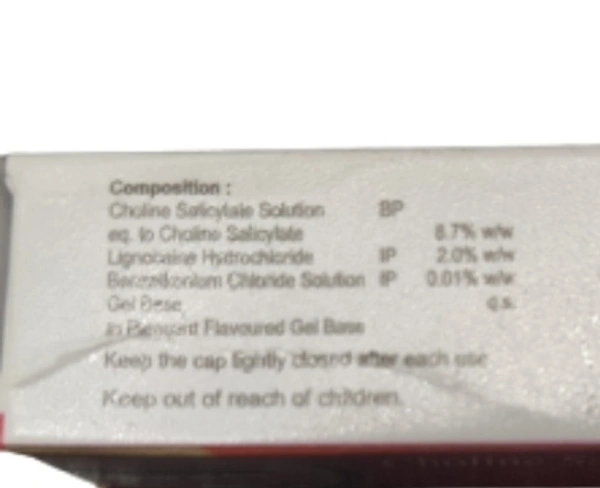 Composition :
Choline Salicylate Solution BP
eq. to Choline Salicylate 8.7% w/w
Lignocaine Hydrochloride IP 2.0% w/w
Benzalkonium Chloride Solution IP 0.01% w/w
Gel Base q.s.
in Pleasant Flavoured Gel Base
Keep the cap tightly closed after each use
Keep out of reach of children.